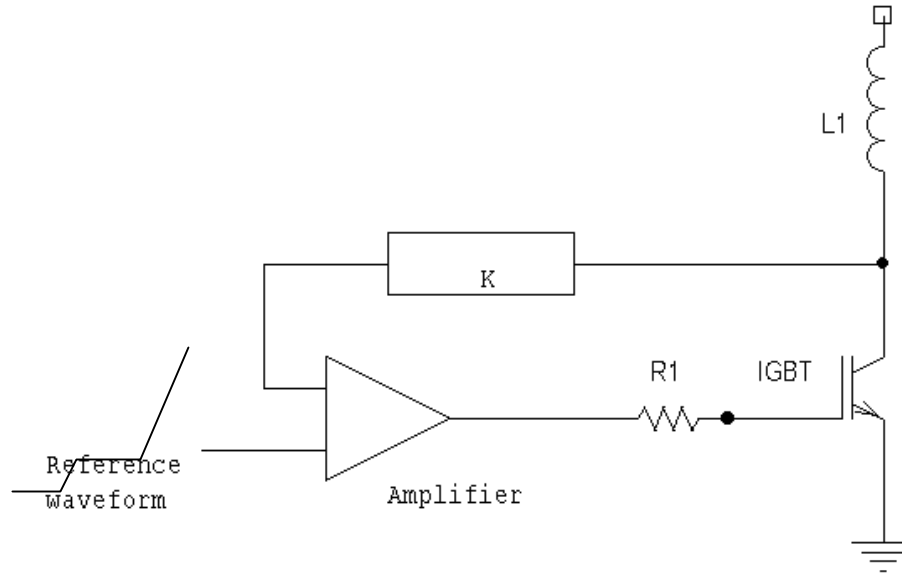 L1
K
R1
IGBT
Reference
waveform
Amplifier